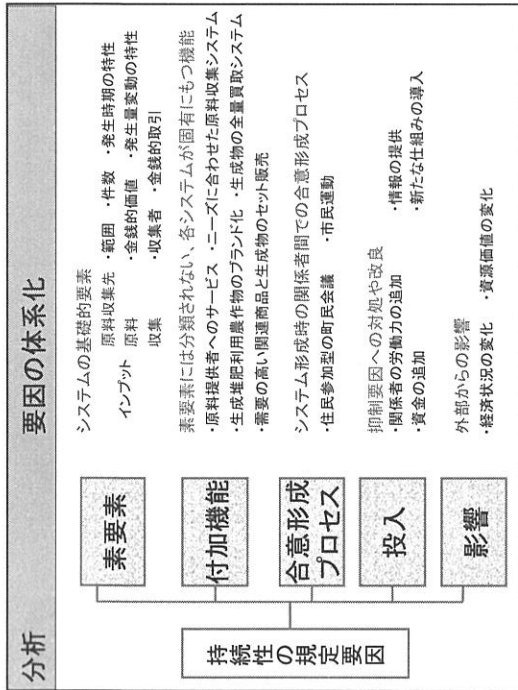 分析 要因の体系化
持続性の規定要因
素要素
システムの基礎的要素
原料収集先 ・範囲 ・件数 ・発生時期の特性
インプット 原料 ・金銭的価値 ・発生量変動の特性
収集 ・収集者 ・金銭的取引
付加機能
素要素には分類されない、各システムが固有にもつ機能
・原料提供者へのサービス ・ニーズに合わせた原料収集システム
・生成堆肥利用農作物のブランド化 ・生成物の全量買取システム
・需要の高い関連商品と生成物のセット販売
合意形成
プロセス
システム形成時の関係者間での合意形成プロセス
・住民参加型の町民会議 ・市民運動
投入
抑制要因への対処や改良
・関係者の労働力の追加 ・情報の提供
・資金の追加 ・新たな仕組みの導入
影響
外部からの影響
・経済状況の変化 ・資源価値の変化